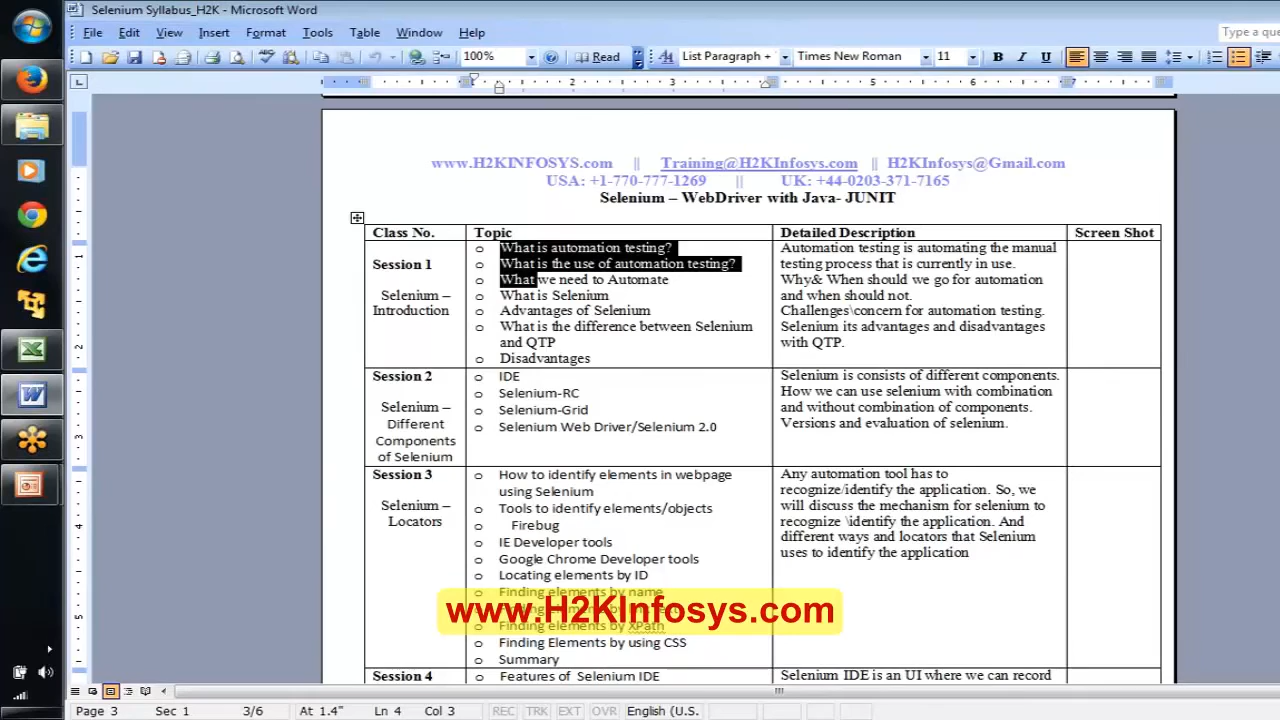 Selenium Syllabus_H2K - Microsoft Word
File Edit View Insert Format Tools Table Window Help
Type a que
100% Read List Paragraph + Times New Roman 11 B I U
2 3 5 6 7
www.H2KINFOSYS.com || Training@H2KInfosys.com || H2KInfosys@Gmail.com
USA: +1-770-777-1269 || UK: +44-0203-371-7165
Selenium – WebDriver with Java- JUNIT
Class No. Topic Detailed Description Screen Shot
Session 1
Selenium –
Introduction
o What is automation testing?
o What is the use of automation testing?
o What we need to Automate
o What is Selenium
o Advantages of Selenium
o What is the difference between Selenium
and QTP
o Disadvantages
Automation testing is automating the manual
testing process that is currently in use.
Why& When should we go for automation
and when should not.
Challenges\concern for automation testing.
Selenium its advantages and disadvantages
with QTP.
Session 2
Selenium –
Different
Components
of Selenium
o IDE
o Selenium-RC
o Selenium-Grid
o Selenium Web Driver/Selenium 2.0
Selenium is consists of different components.
How we can use selenium with combination
and without combination of components.
Versions and evaluation of selenium.
Session 3
Selenium –
Locators
o How to identify elements in webpage
using Selenium
o Tools to identify elements/objects
o Firebug
o IE Developer tools
o Google Chrome Developer tools
o Locating elements by ID
o Finding elements by name
o Finding elements by XPath
o Finding Elements by using CSS
o Summary
Any automation tool has to
recognize/identify the application. So, we
will discuss the mechanism for selenium to
recognize \identify the application. And
different ways and locators that Selenium
uses to identify the application
www.H2KInfosys.com
Session 4
o Features of Selenium IDE
Selenium IDE is an UI where we can record
Page 3 Sec 1 3/6 At 1.4" Ln 4 Col 3 REC TRK EXT OVR English (U.S.